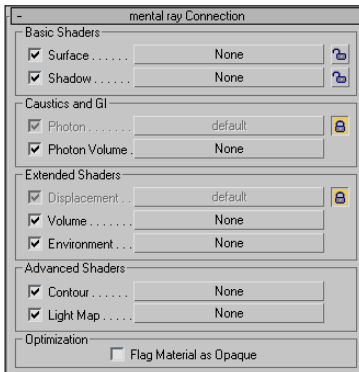 - mental ray Connection
Basic Shaders
Surface . . . . . . None
Shadow . . . . . . None
Caustics and GI
Photon . . . . . . . default
Photon Volume . None
Extended Shaders
Displacement . . default
Volume . . . . . . . None
Environment . . . None
Advanced Shaders
Contour . . . . . . None
Light Map . . . . . None
Optimization
Flag Material as Opaque